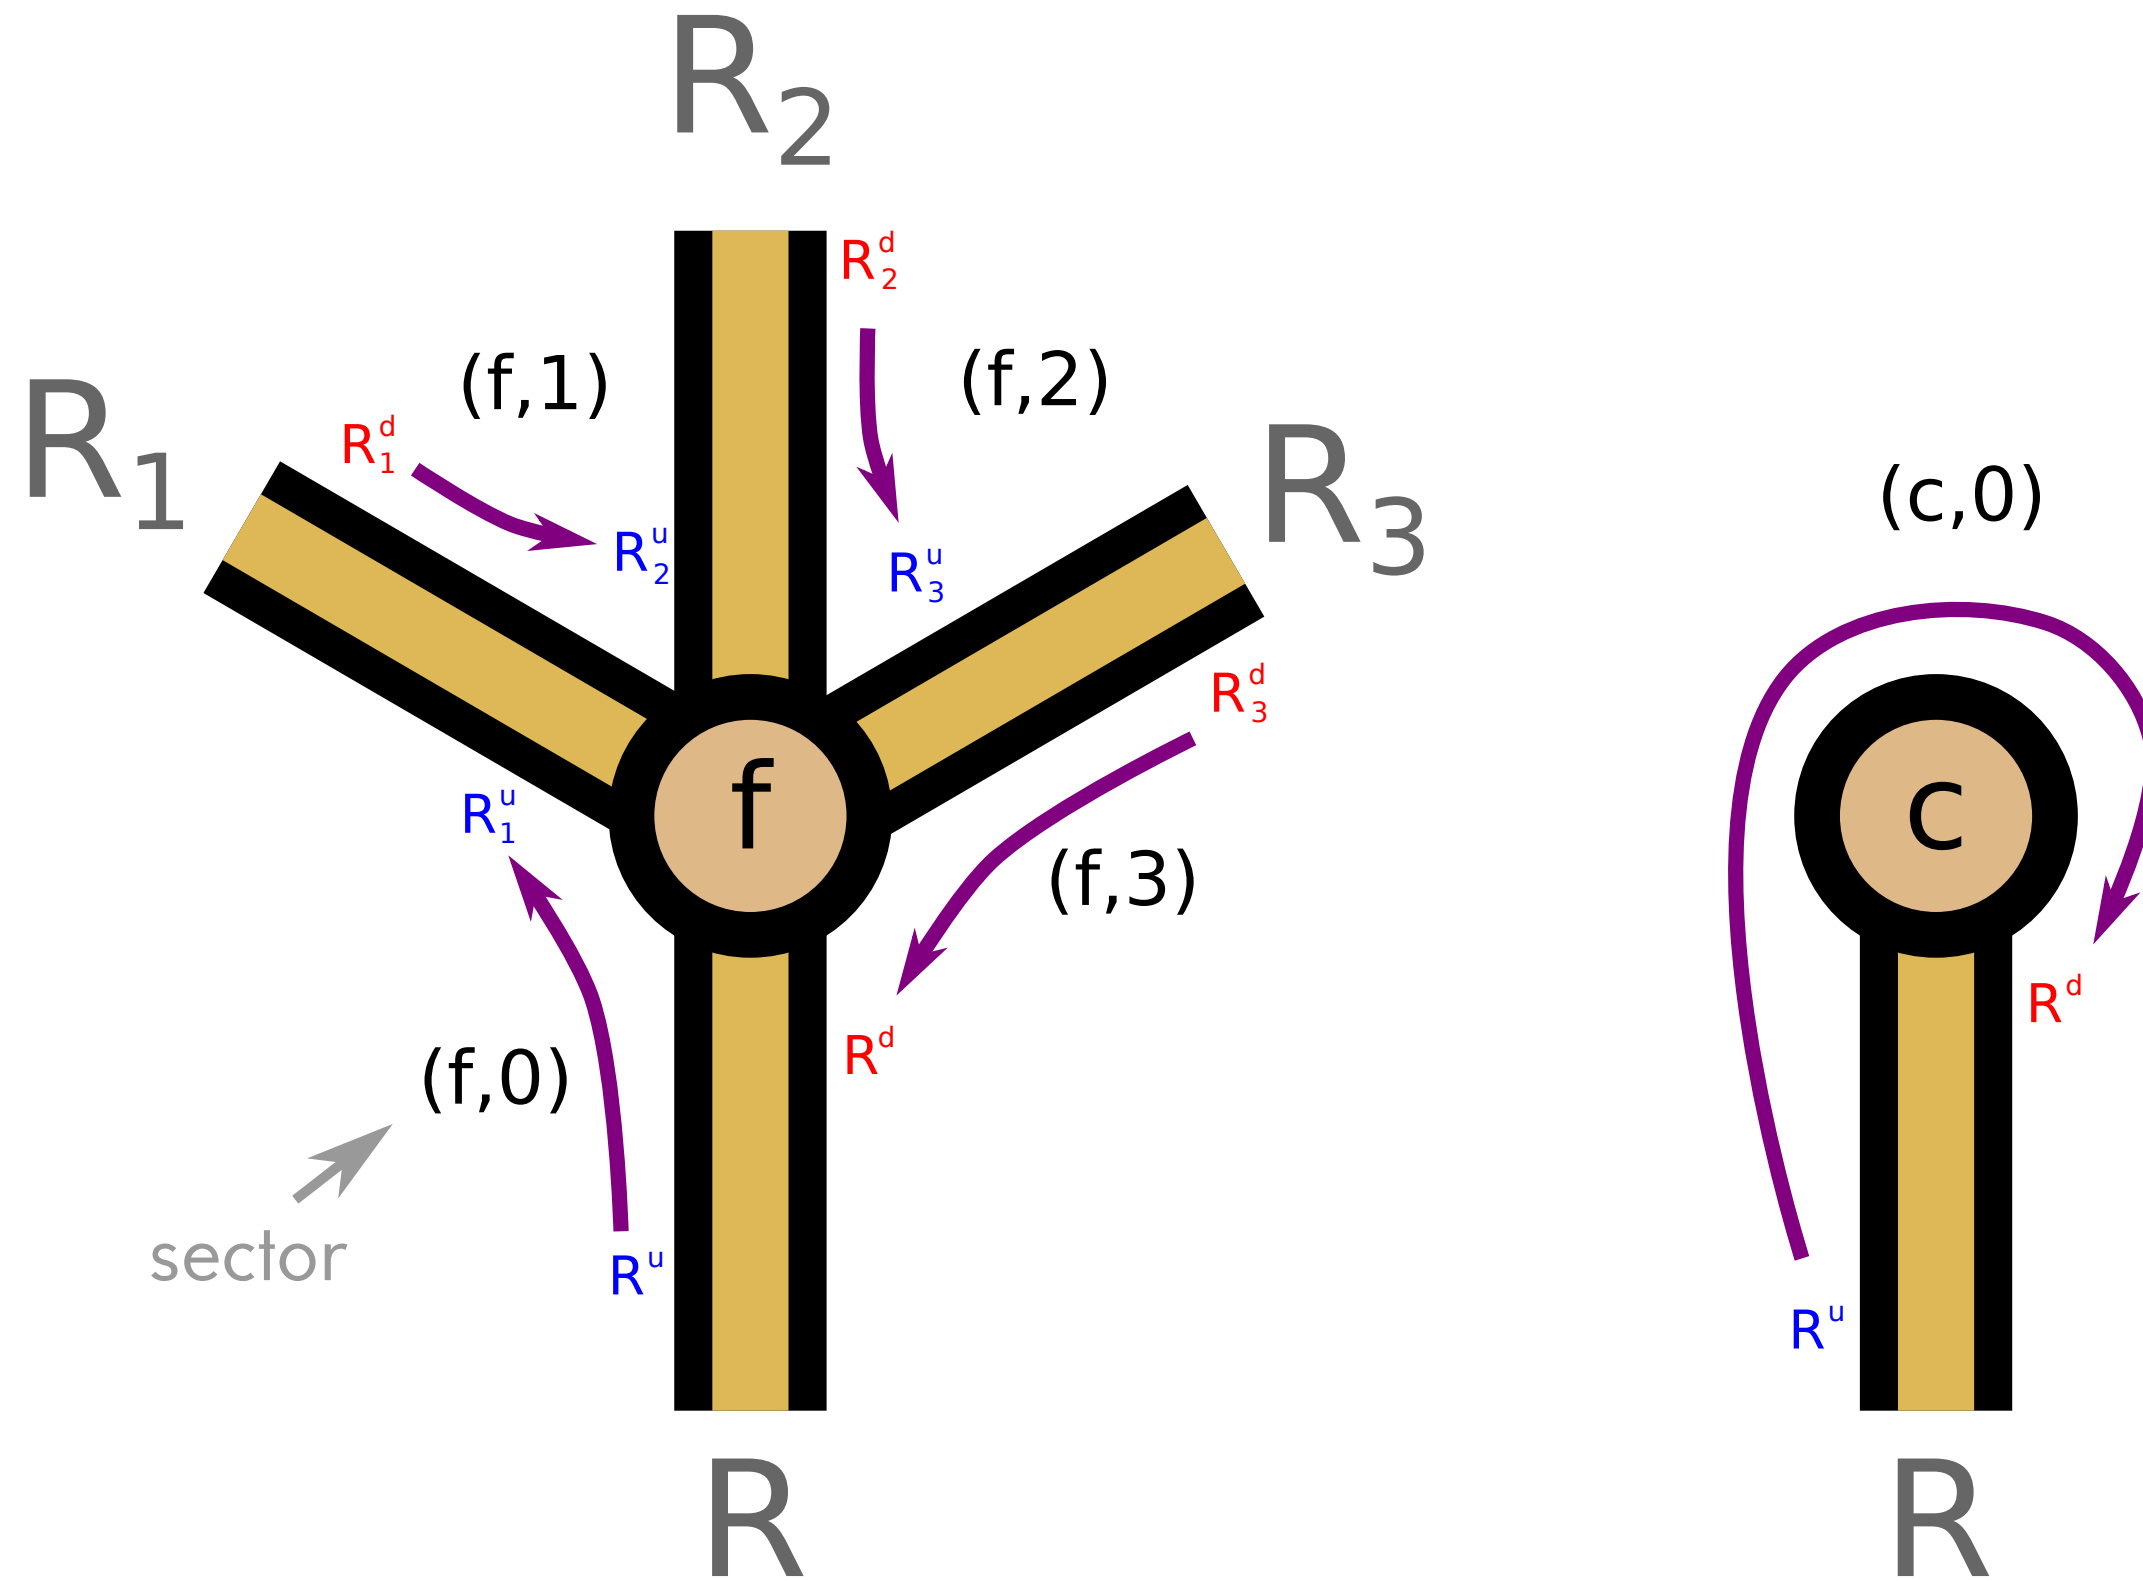 R₂
R₂ᵈ
(f,1)
(f,2)
R₁
R₁ᵈ
R₃
R₂ᵘ
R₃ᵘ
(c,0)
R₃ᵈ
f
c
R₁ᵘ
(f,3)
Rᵈ
Rᵈ
(f,0)
sector
Rᵘ
Rᵘ
R
R